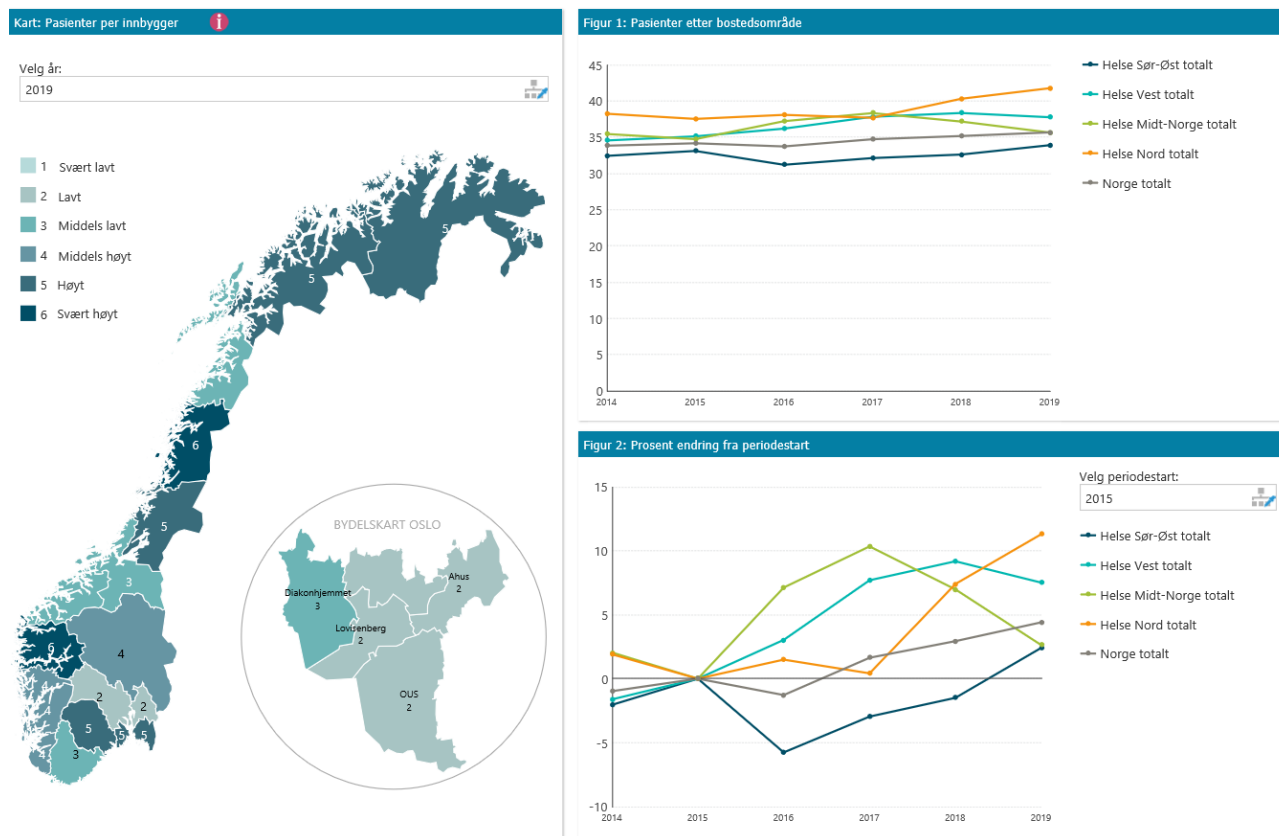 Kart: Pasienter per innbygger
i
Velg år:
2019
1 Svært lavt
2 Lavt
3 Middels lavt
4 Middels høyt
5 Høyt
6 Svært høyt
5
5
6
5
3
6
4
4
4
2
2
5
5
5
4
3
BYDELSKART OSLO
Ahus
2
Diakonhjemmet
3
Lovisenberg
2
OUS
2
Figur 1: Pasienter etter bostedsområde
45
40
35
30
25
20
15
10
5
0
2014 2015 2016 2017 2018 2019
Helse Sør-Øst totalt
Helse Vest totalt
Helse Midt-Norge totalt
Helse Nord totalt
Norge totalt
Figur 2: Prosent endring fra periodestart
15
10
5
0
-5
-10
2014 2015 2016 2017 2018 2019
Velg periodestart:
2015
Helse Sør-Øst totalt
Helse Vest totalt
Helse Midt-Norge totalt
Helse Nord totalt
Norge totalt